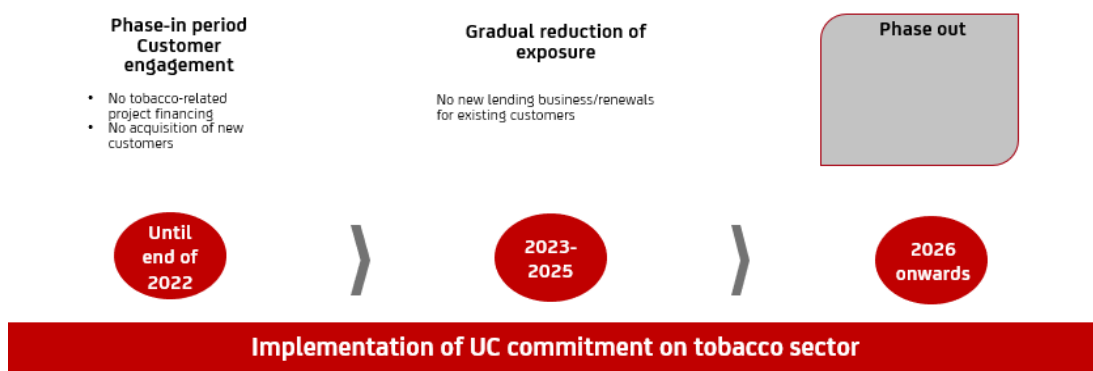 Phase-in period
Customer
engagement
• No tobacco-related
project financing
• No acquisition of new
customers
Gradual reduction of
exposure
No new lending business/renewals
for existing customers
Phase out
Until
end of
2022
2023-
2025
2026
onwards
Implementation of UC commitment on tobacco sector